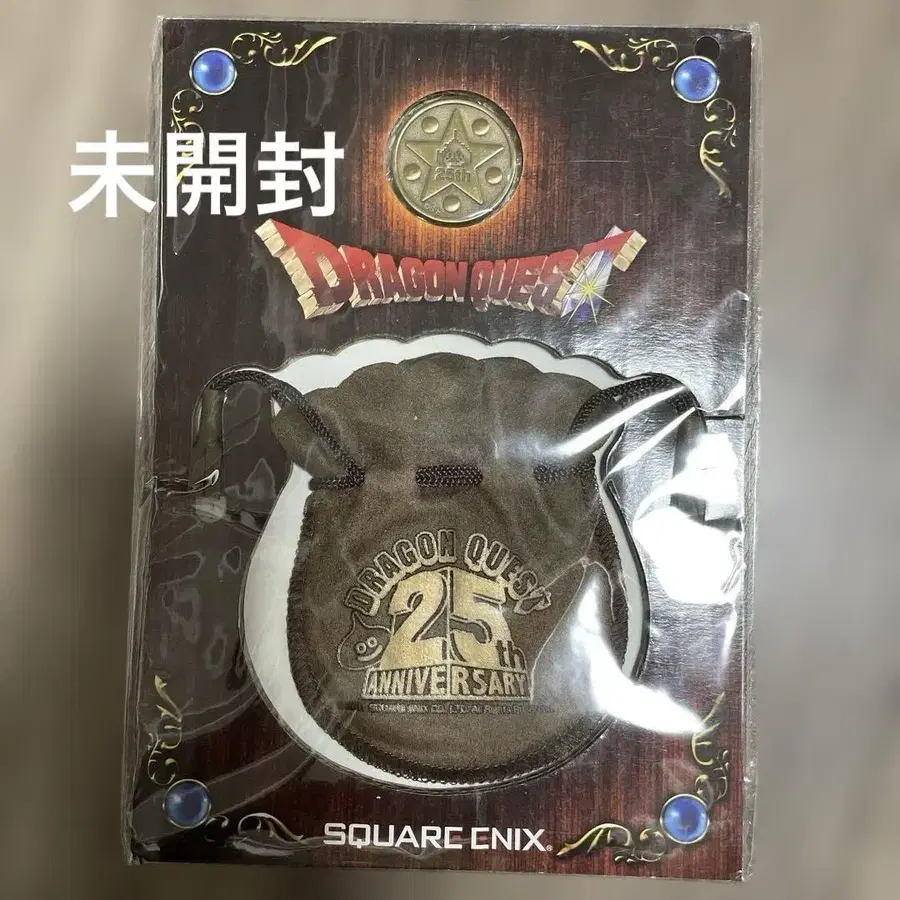 25th
未開封
DRAGON QUEST
DRAGON QUEST
25th
ANNIVERSARY
SQUARE ENIX